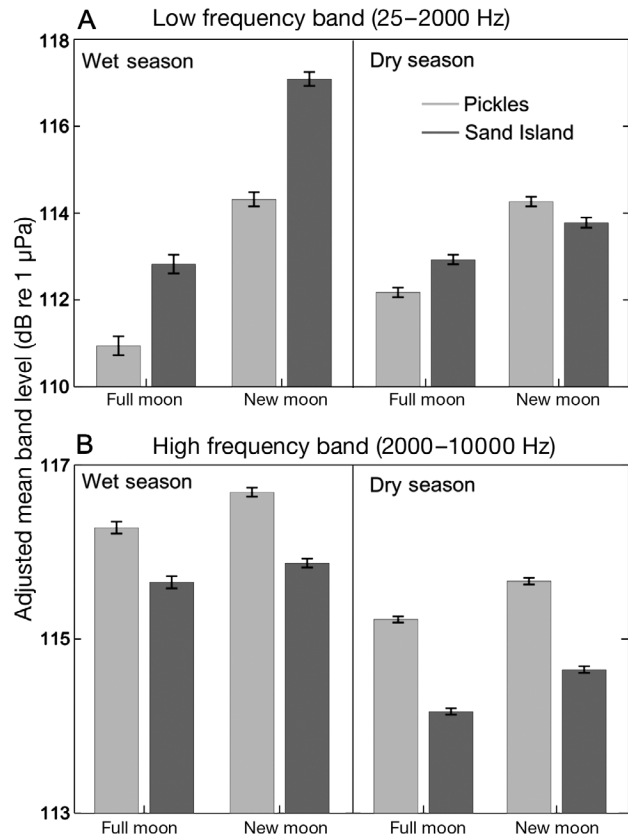 A Low frequency band (25–2000 Hz)
118
Wet season
Dry season
Pickles
Sand Island
116
114
112
110
Full moon New moon Full moon New moon
Adjusted mean band level (dB re 1 µPa)
B High frequency band (2000–10000 Hz)
117
Wet season
Dry season
115
113
Full moon New moon Full moon New moon